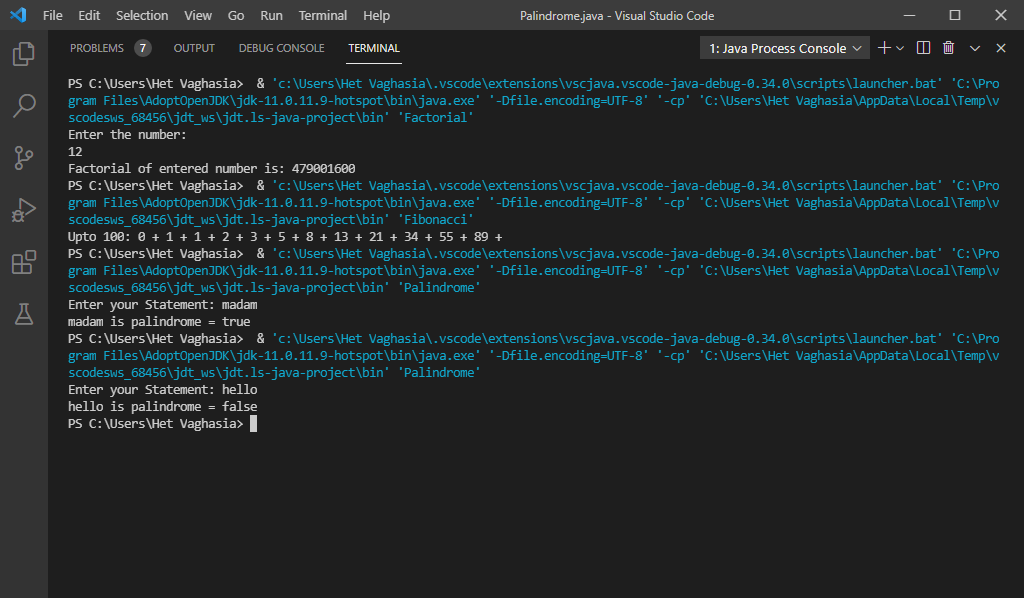 File Edit Selection View Go Run Terminal Help Palindrome.java - Visual Studio Code
PROBLEMS 7 OUTPUT DEBUG CONSOLE TERMINAL 1: Java Process Console
PS C:\Users\Het Vaghasia>  & 'c:\Users\Het Vaghasia\.vscode\extensions\vscjava.vscode-java-debug-0.34.0\scripts\launcher.bat' 'C:\Pro
gram Files\AdoptOpenJDK\jdk-11.0.11.9-hotspot\bin\java.exe' '-Dfile.encoding=UTF-8' '-cp' 'C:\Users\Het Vaghasia\AppData\Local\Temp\v
scodesws_68456\jdt_ws\jdt.ls-java-project\bin' 'Factorial'
Enter the number:
12
Factorial of entered number is: 479001600
PS C:\Users\Het Vaghasia>  & 'c:\Users\Het Vaghasia\.vscode\extensions\vscjava.vscode-java-debug-0.34.0\scripts\launcher.bat' 'C:\Pro
gram Files\AdoptOpenJDK\jdk-11.0.11.9-hotspot\bin\java.exe' '-Dfile.encoding=UTF-8' '-cp' 'C:\Users\Het Vaghasia\AppData\Local\Temp\v
scodesws_68456\jdt_ws\jdt.ls-java-project\bin' 'Fibonacci'
Upto 100: 0 + 1 + 1 + 2 + 3 + 5 + 8 + 13 + 21 + 34 + 55 + 89 +
PS C:\Users\Het Vaghasia>  & 'c:\Users\Het Vaghasia\.vscode\extensions\vscjava.vscode-java-debug-0.34.0\scripts\launcher.bat' 'C:\Pro
gram Files\AdoptOpenJDK\jdk-11.0.11.9-hotspot\bin\java.exe' '-Dfile.encoding=UTF-8' '-cp' 'C:\Users\Het Vaghasia\AppData\Local\Temp\v
scodesws_68456\jdt_ws\jdt.ls-java-project\bin' 'Palindrome'
Enter your Statement: madam
madam is palindrome = true
PS C:\Users\Het Vaghasia>  & 'c:\Users\Het Vaghasia\.vscode\extensions\vscjava.vscode-java-debug-0.34.0\scripts\launcher.bat' 'C:\Pro
gram Files\AdoptOpenJDK\jdk-11.0.11.9-hotspot\bin\java.exe' '-Dfile.encoding=UTF-8' '-cp' 'C:\Users\Het Vaghasia\AppData\Local\Temp\v
scodesws_68456\jdt_ws\jdt.ls-java-project\bin' 'Palindrome'
Enter your Statement: hello
hello is palindrome = false
PS C:\Users\Het Vaghasia>